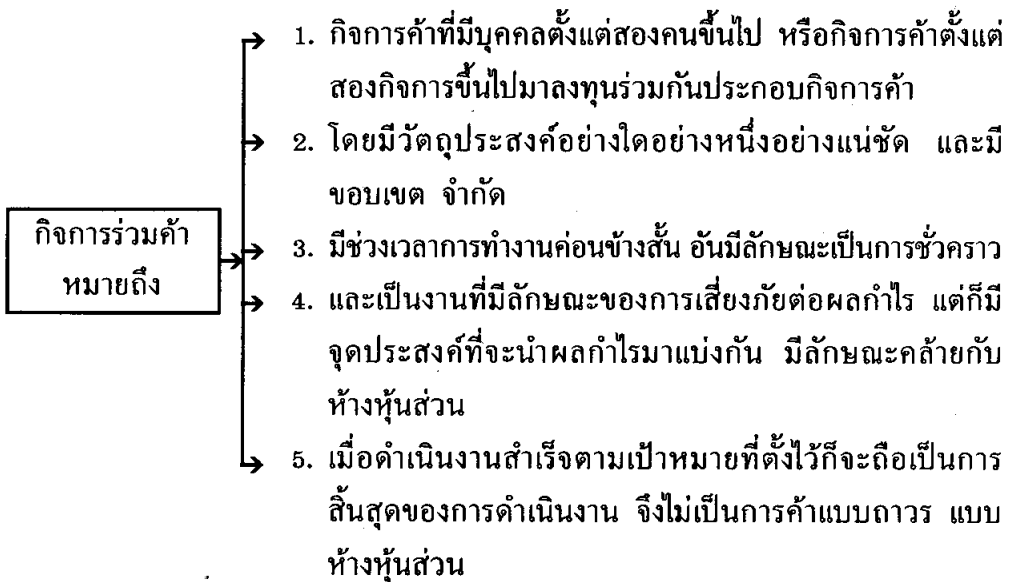 1. กิจการค้าที่มีบุคคลตั้งแต่สองคนขึ้นไป หรือกิจการค้าตั้งแต่
สองกิจการขึ้นไปมาลงทุนร่วมกันประกอบกิจการค้า
2. โดยมีวัตถุประสงค์อย่างใดอย่างหนึ่งอย่างแน่ชัด และมี
ขอบเขต จำกัด
กิจการร่วมค้า
หมายถึง
3. มีช่วงเวลาการทำงานค่อนข้างสั้น อันมีลักษณะเป็นการชั่วคราว
4. และเป็นงานที่มีลักษณะของการเสี่ยงภัยต่อผลกำไร แต่ก็มี
จุดประสงค์ที่จะนำผลกำไรมาแบ่งกัน มีลักษณะคล้ายกับ
ห้างหุ้นส่วน
5. เมื่อดำเนินงานสำเร็จตามเป้าหมายที่ตั้งไว้ก็จะถือเป็นการ
สิ้นสุดของการดำเนินงาน จึงไม่เป็นการค้าแบบถาวร แบบ
ห้างหุ้นส่วน